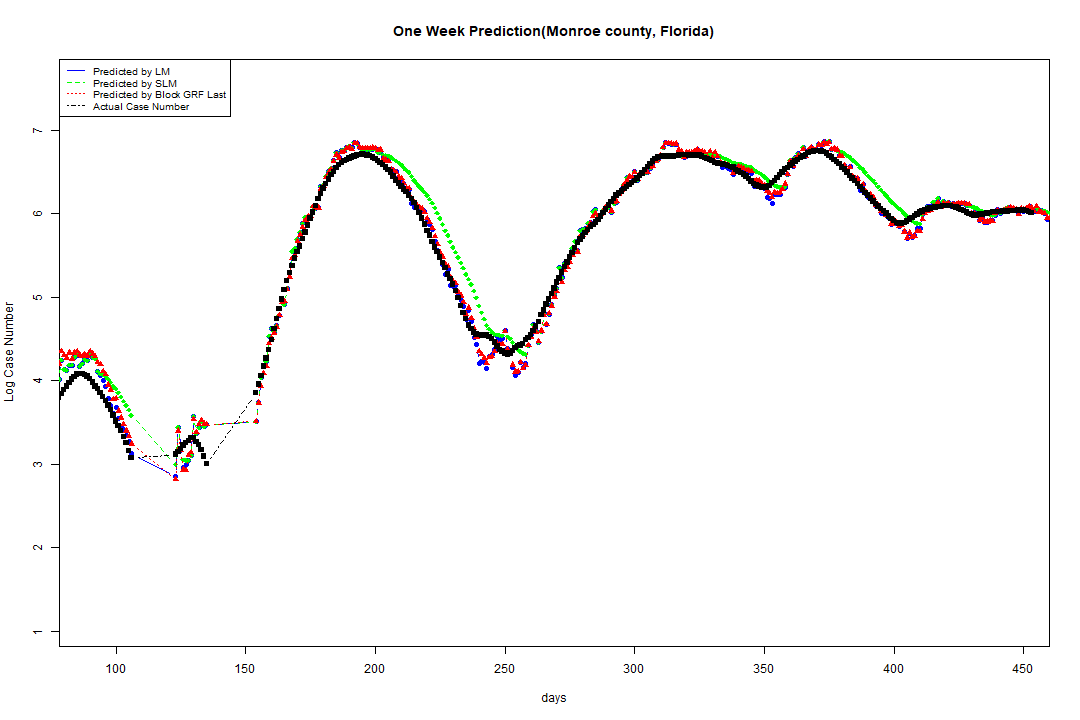 One Week Prediction(Monroe county, Florida)
Predicted by LM
Predicted by SLM
Predicted by Block GRF Last
Actual Case Number
7
6
5
4
3
2
1
Log Case Number
100 150 200 250 300 350 400 450
days